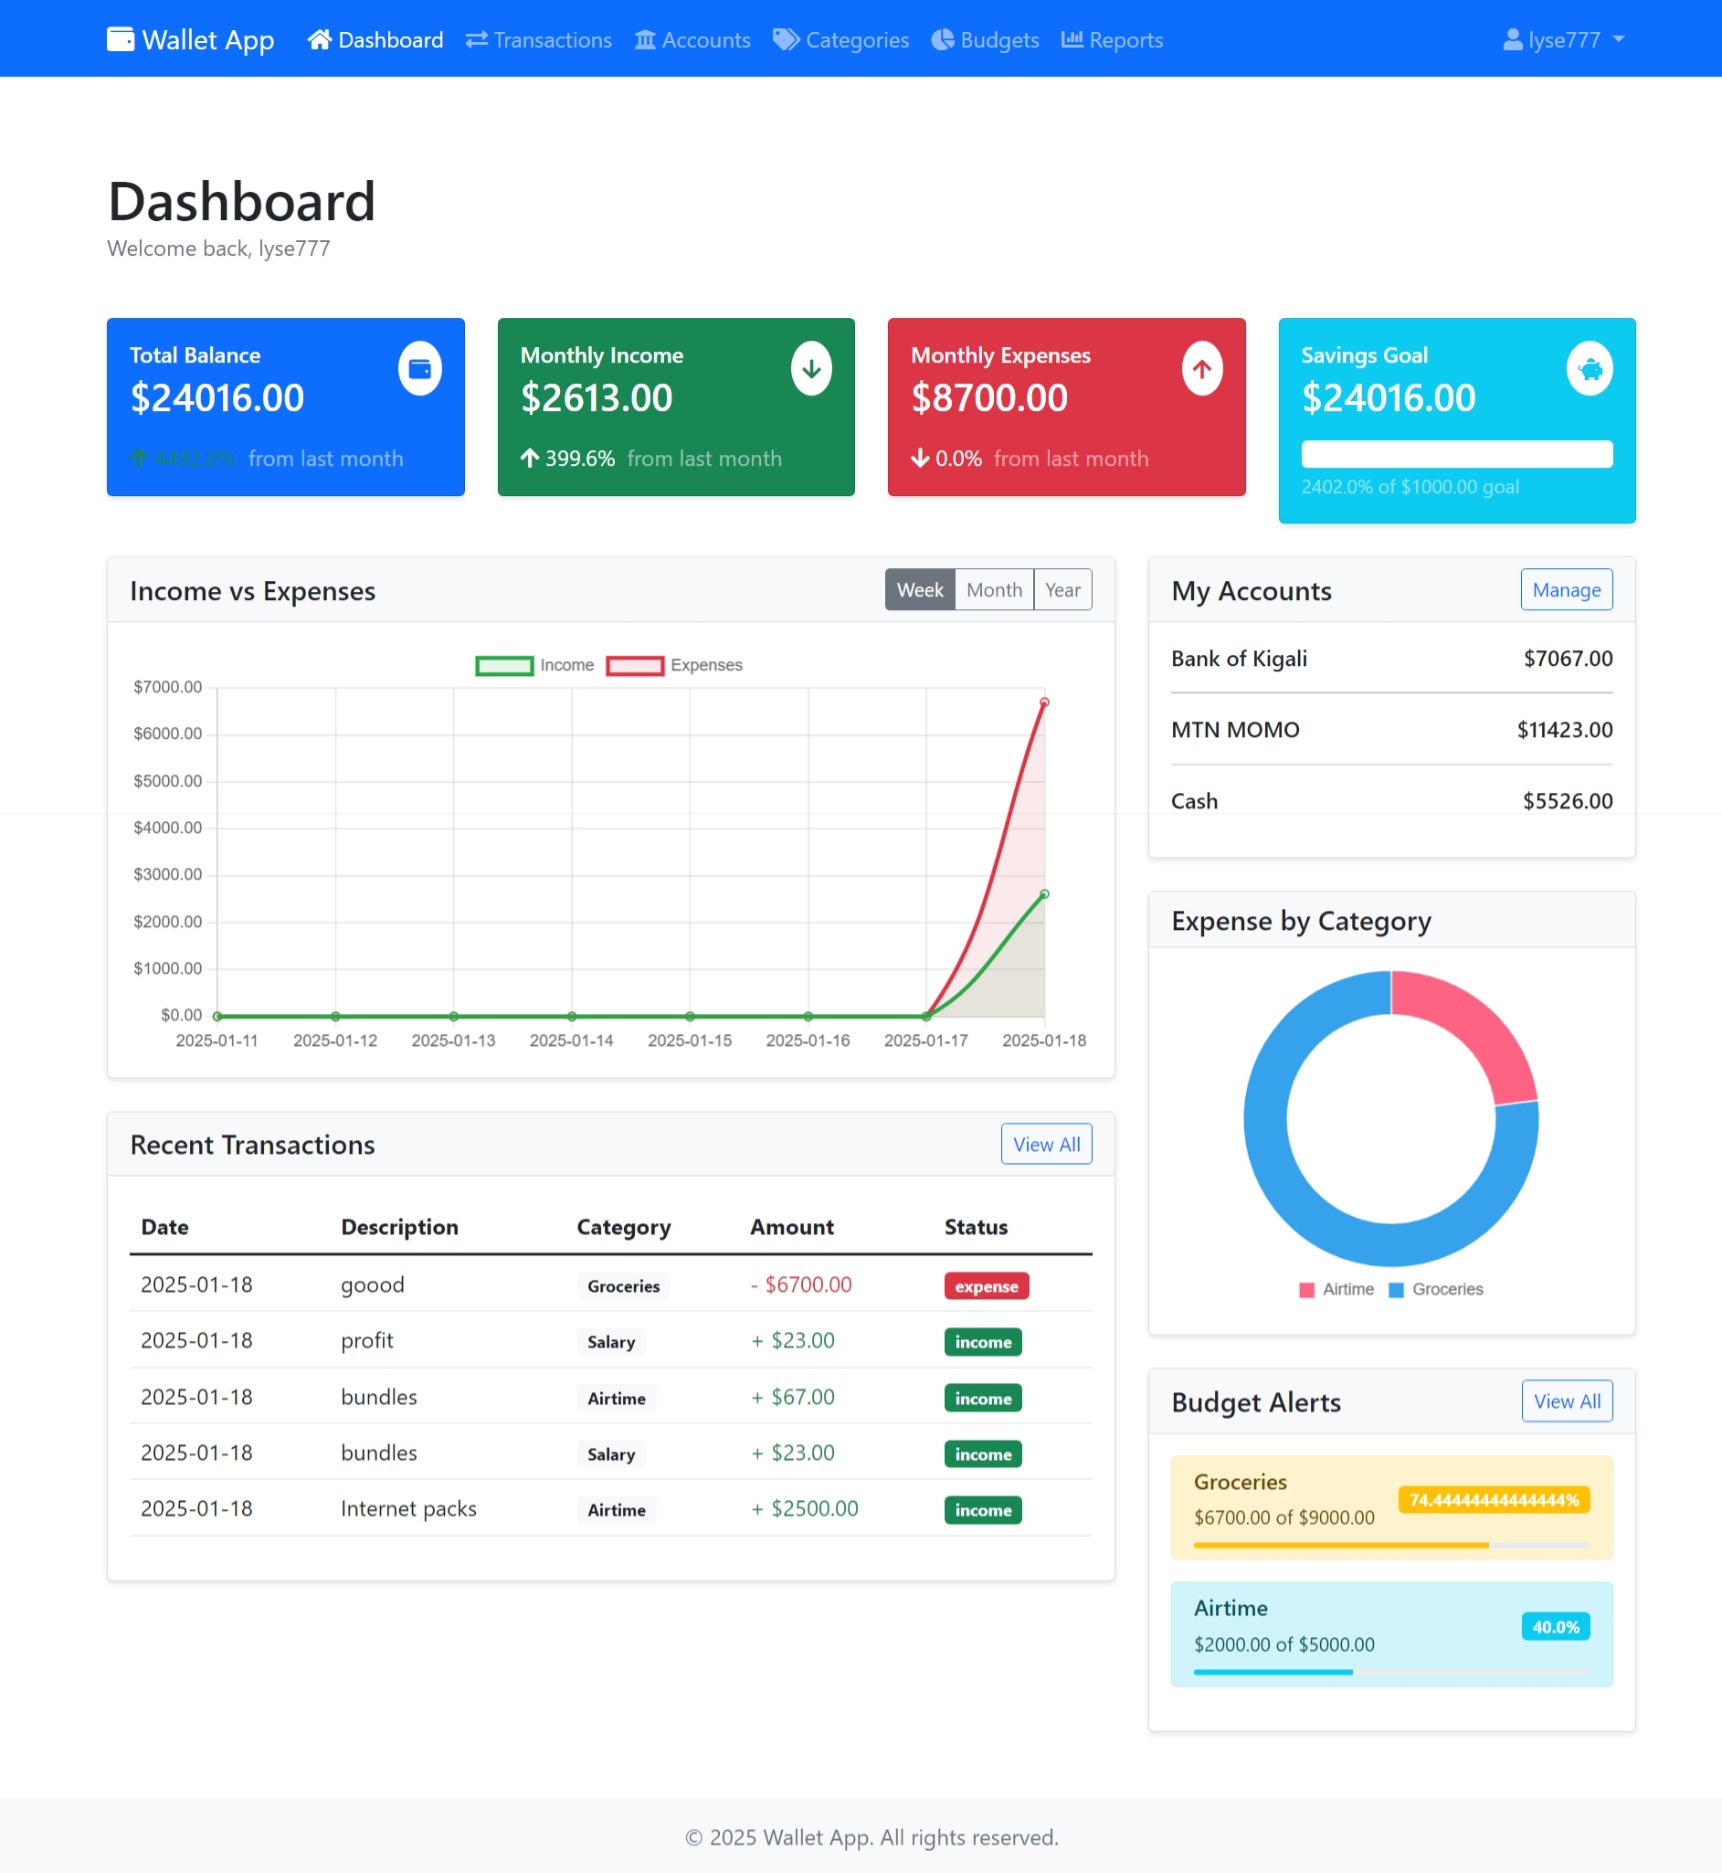 Wallet App Dashboard Transactions Accounts Categories Budgets Reports lyse777
Dashboard
Welcome back, lyse777
Total Balance
$24016.00
4492.0% from last month
Monthly Income
$2613.00
399.6% from last month
Monthly Expenses
$8700.00
0.0% from last month
Savings Goal
$24016.00
2402.0% of $1000.00 goal
Income vs Expenses Week Month Year
Income Expenses
$7000.00
$6000.00
$5000.00
$4000.00
$3000.00
$2000.00
$1000.00
$0.00
2025-01-11 2025-01-12 2025-01-13 2025-01-14 2025-01-15 2025-01-16 2025-01-17 2025-01-18
My Accounts Manage
Bank of Kigali $7067.00
MTN MOMO $11423.00
Cash $5526.00
Expense by Category
Airtime Groceries
Recent Transactions View All
Date Description Category Amount Status
2025-01-18 goood Groceries - $6700.00 expense
2025-01-18 profit Salary + $23.00 income
2025-01-18 bundles Airtime + $67.00 income
2025-01-18 bundles Salary + $23.00 income
2025-01-18 Internet packs Airtime + $2500.00 income
Budget Alerts View All
Groceries
$6700.00 of $9000.00
74.44444444444444%
Airtime
$2000.00 of $5000.00
40.0%
© 2025 Wallet App. All rights reserved.